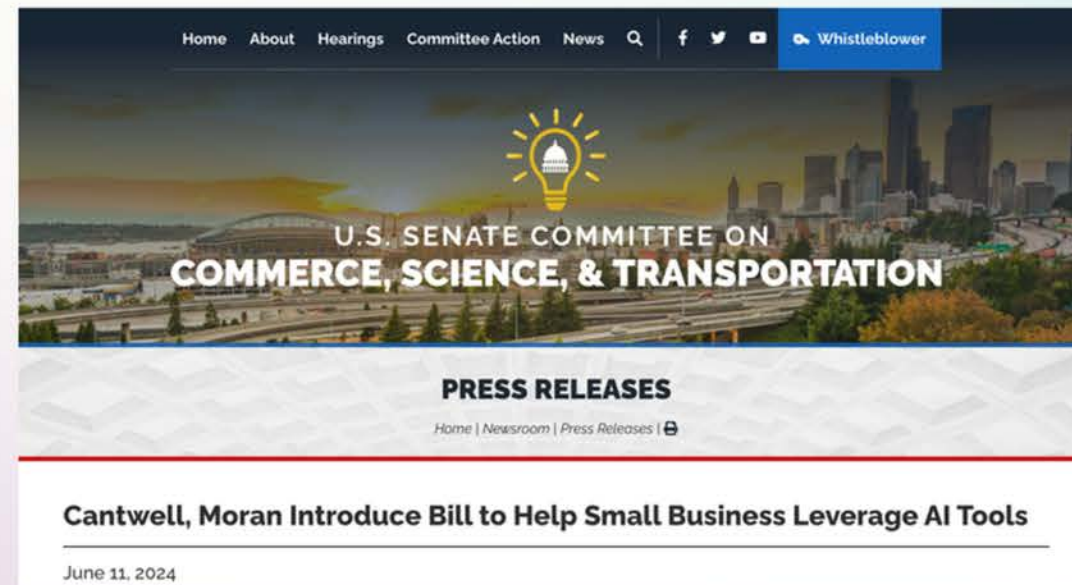 Home About Hearings Committee Action News Whistleblower
U.S. SENATE COMMITTEE ON
COMMERCE, SCIENCE, & TRANSPORTATION
PRESS RELEASES
Home | Newsroom | Press Releases |
Cantwell, Moran Introduce Bill to Help Small Business Leverage AI Tools
June 11, 2024